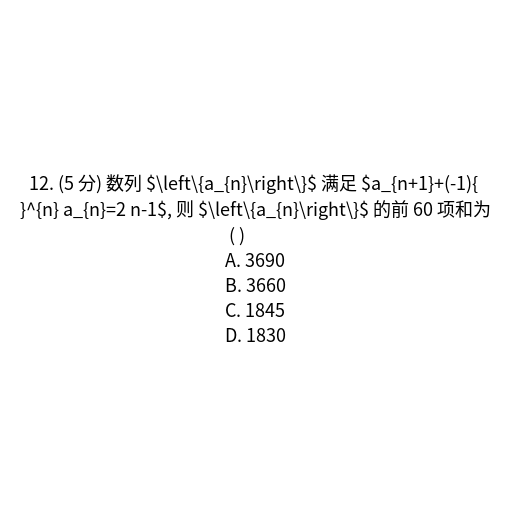 12. (5 分) 数列 $\left\{a_{n}\right\}$ 满足 $a_{n+1}+(-1){
}^{n} a_{n}=2 n-1$, 则 $\left\{a_{n}\right\}$ 的前 60 项和为
( )
A. 3690
B. 3660
C. 1845
D. 1830